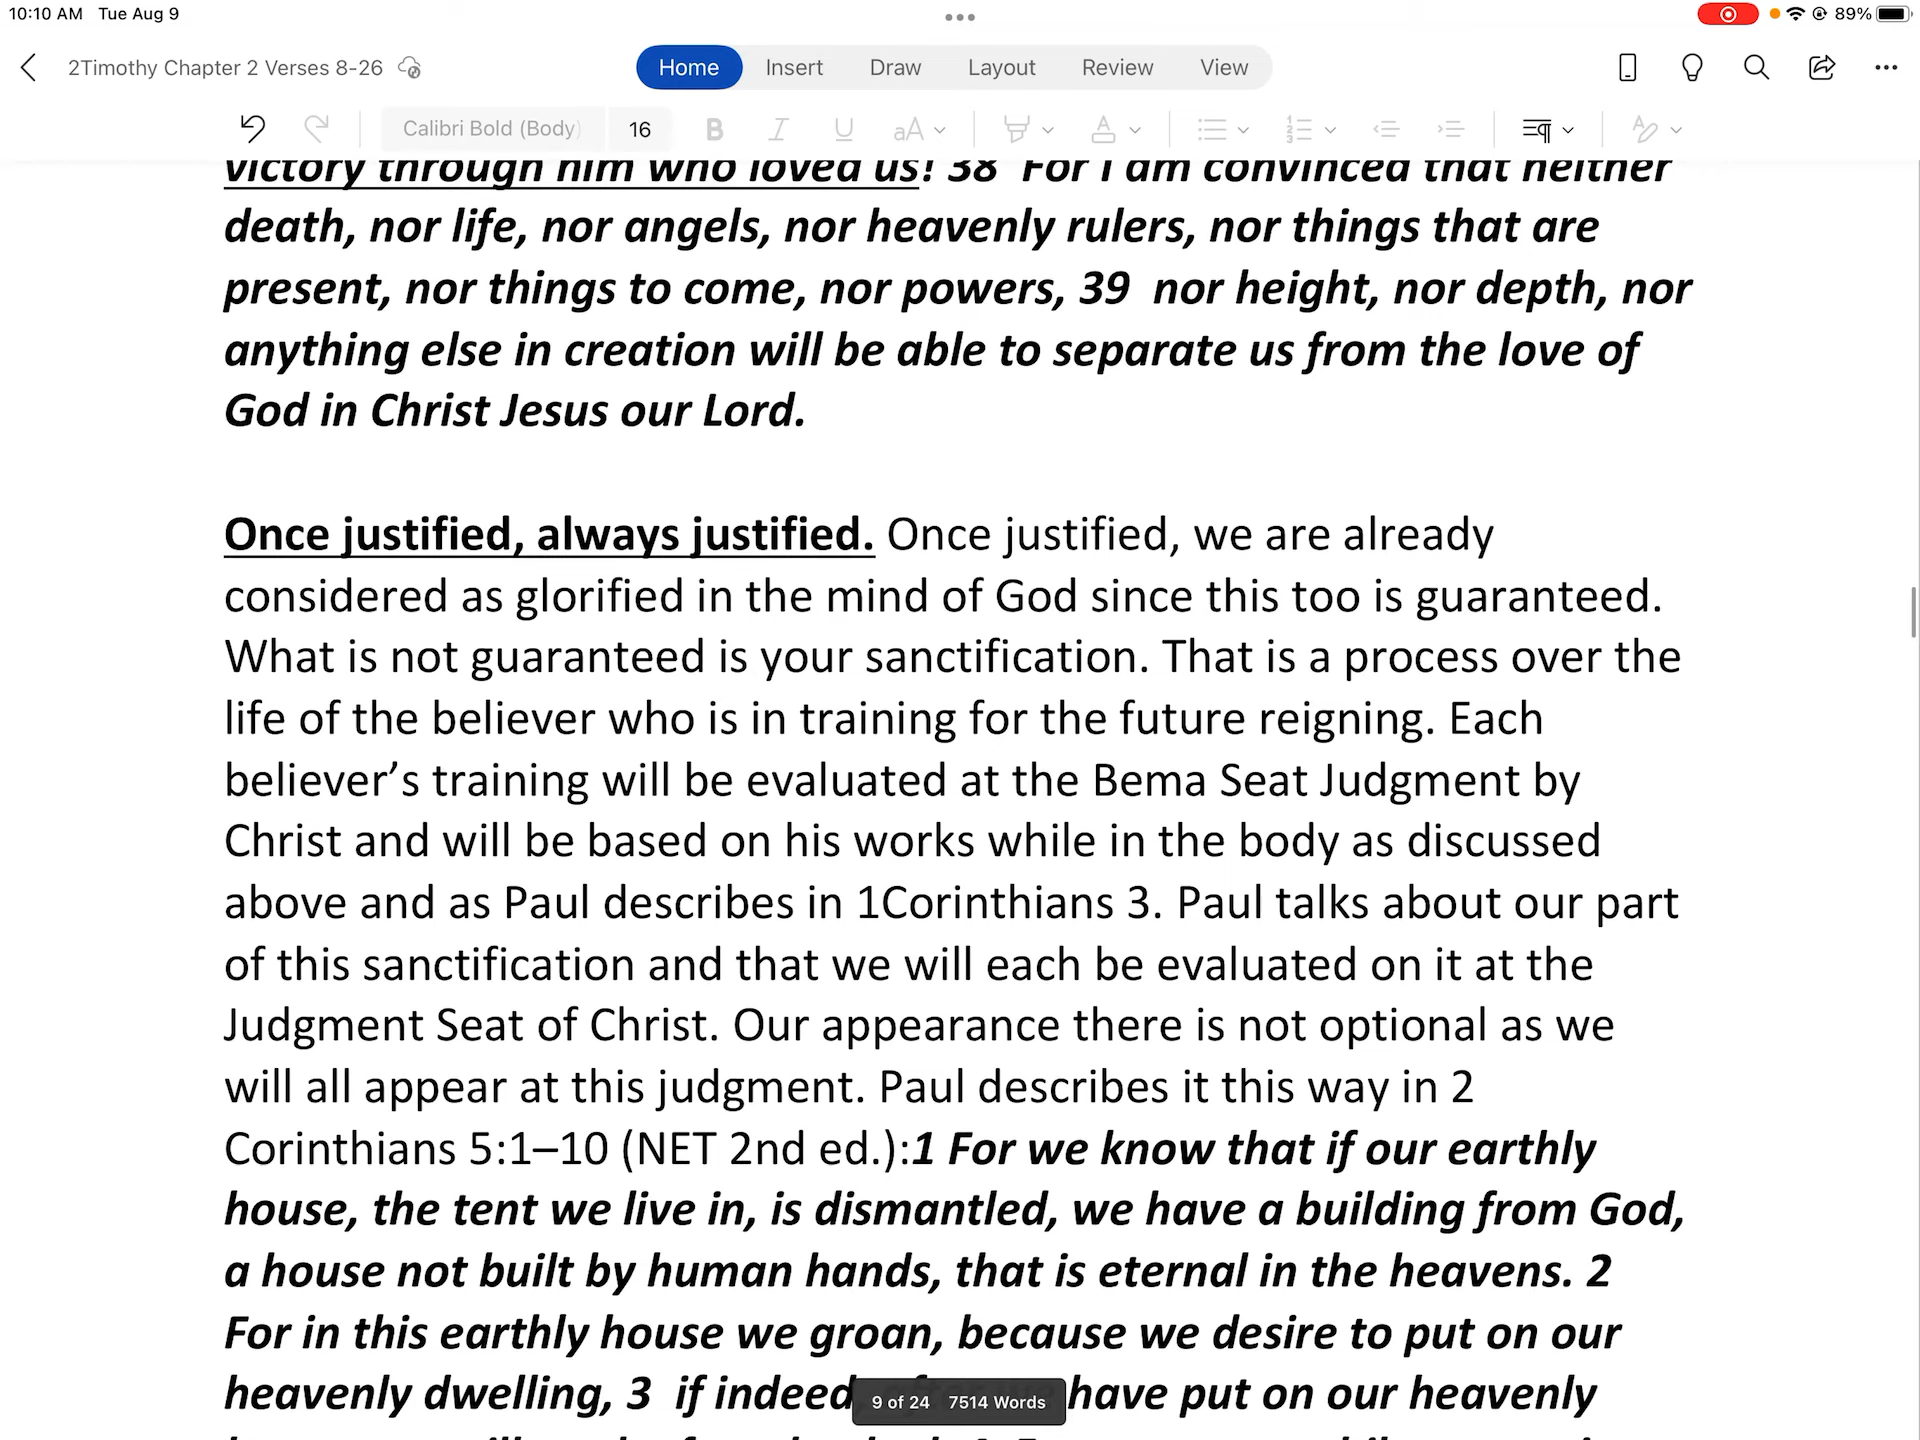 10:10 AM Tue Aug 9
89%
2Timothy Chapter 2 Verses 8-26
Home Insert Draw Layout Review View
Calibri Bold (Body) 16 B I U aA A
victory through him who loved us! 38 For I am convinced that neither
death, nor life, nor angels, nor heavenly rulers, nor things that are
present, nor things to come, nor powers, 39 nor height, nor depth, nor
anything else in creation will be able to separate us from the love of
God in Christ Jesus our Lord.
Once justified, always justified. Once justified, we are already
considered as glorified in the mind of God since this too is guaranteed.
What is not guaranteed is your sanctification. That is a process over the
life of the believer who is in training for the future reigning. Each
believer’s training will be evaluated at the Bema Seat Judgment by
Christ and will be based on his works while in the body as discussed
above and as Paul describes in 1Corinthians 3. Paul talks about our part
of this sanctification and that we will each be evaluated on it at the
Judgment Seat of Christ. Our appearance there is not optional as we
will all appear at this judgment. Paul describes it this way in 2
Corinthians 5:1–10 (NET 2nd ed.):1 For we know that if our earthly
house, the tent we live in, is dismantled, we have a building from God,
a house not built by human hands, that is eternal in the heavens. 2
For in this earthly house we groan, because we desire to put on our
heavenly dwelling, 3 if indeed, have put on our heavenly
9 of 24 7514 Words